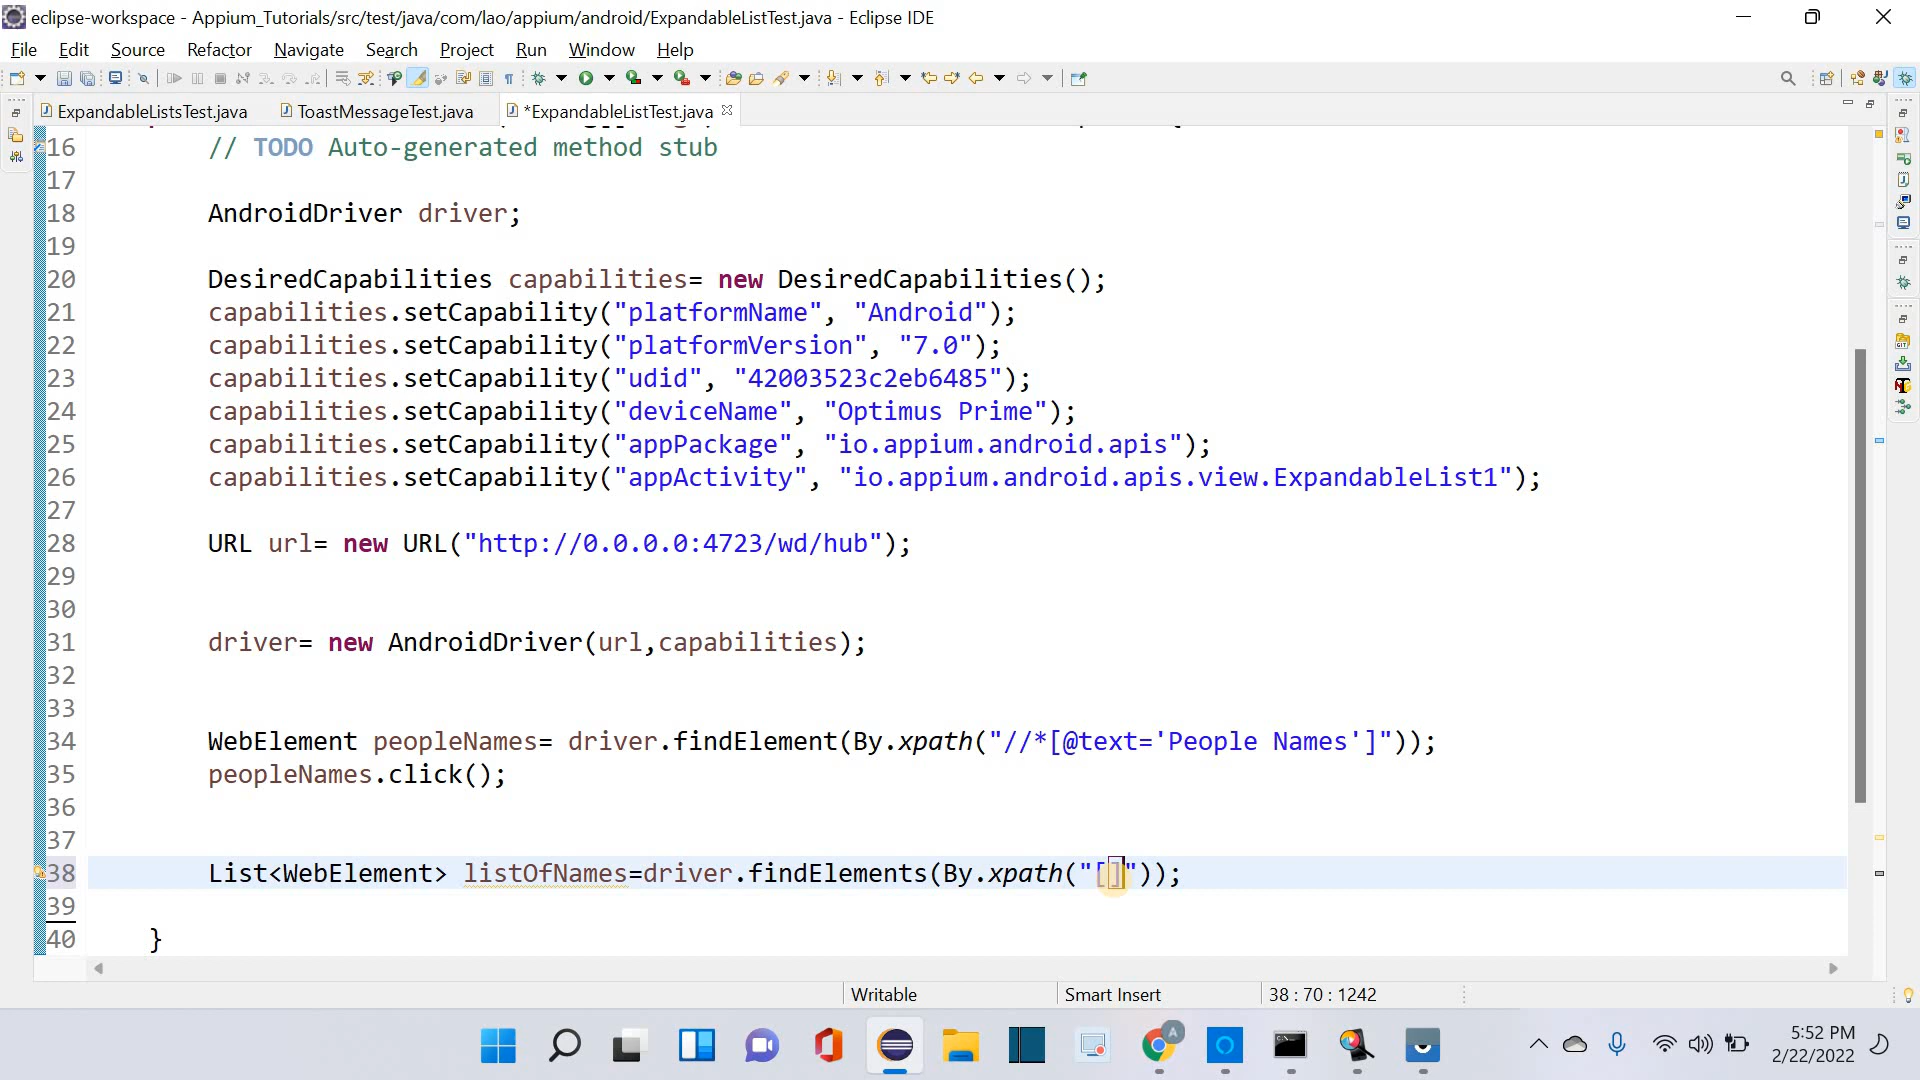 eclipse-workspace - Appium_Tutorials/src/test/java/com/lao/appium/android/ExpandableListTest.java - Eclipse IDE
File Edit Source Refactor Navigate Search Project Run Window Help
ExpandableListsTest.java ToastMessageTest.java *ExpandableListTest.java
16 // TODO Auto-generated method stub
17
18 AndroidDriver driver;
19
20 DesiredCapabilities capabilities= new DesiredCapabilities();
21 capabilities.setCapability("platformName", "Android");
22 capabilities.setCapability("platformVersion", "7.0");
23 capabilities.setCapability("udid", "42003523c2eb6485");
24 capabilities.setCapability("deviceName", "Optimus Prime");
25 capabilities.setCapability("appPackage", "io.appium.android.apis");
26 capabilities.setCapability("appActivity", "io.appium.android.apis.view.ExpandableList1");
27
28 URL url= new URL("http://0.0.0.0:4723/wd/hub");
29
30
31 driver= new AndroidDriver(url,capabilities);
32
33
34 WebElement peopleNames= driver.findElement(By.xpath("//*[@text='People Names']"));
35 peopleNames.click();
36
37
38 List<WebElement> listOfNames=driver.findElements(By.xpath("[]"));
39
40 }
Writable Smart Insert 38 : 70 : 1242
5:52 PM
2/22/2022